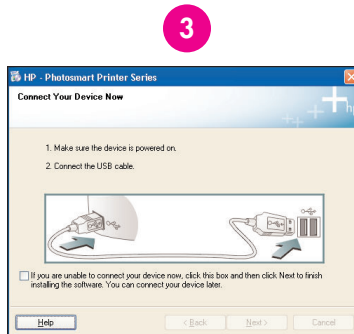 3
HP - Photosmart Printer Series
Connect Your Device Now
1. Make sure the device is powered on.
2. Connect the USB cable.
If you are unable to connect your device now, click this box and then click Next to finish
installing the software. You can connect your device later.
Help
< Back
Next >
Cancel